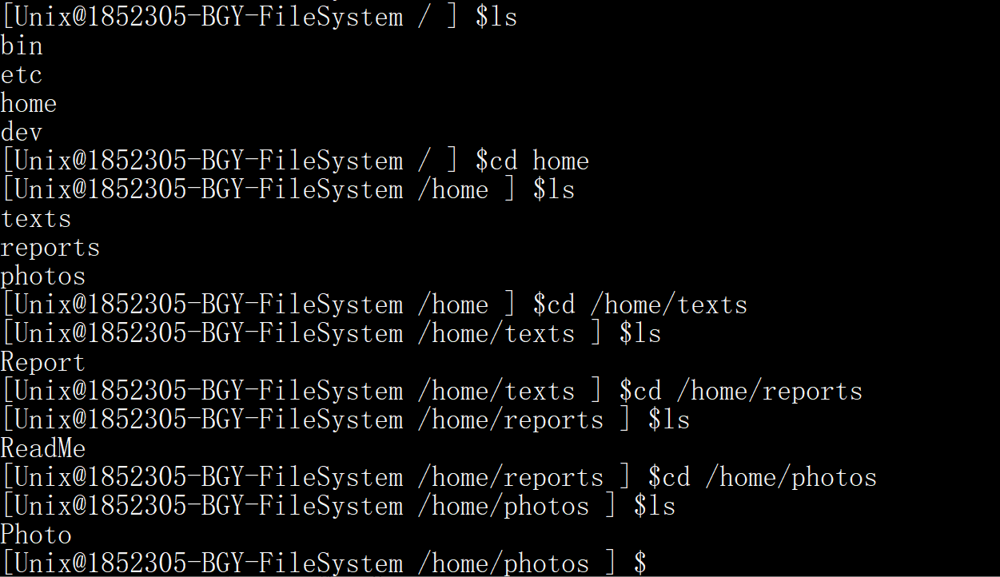 [Unix@1852305-BGY-FileSystem / ] $ls
bin
etc
home
dev
[Unix@1852305-BGY-FileSystem / ] $cd home
[Unix@1852305-BGY-FileSystem /home ] $ls
texts
reports
photos
[Unix@1852305-BGY-FileSystem /home ] $cd /home/texts
[Unix@1852305-BGY-FileSystem /home/texts ] $ls
Report
[Unix@1852305-BGY-FileSystem /home/texts ] $cd /home/reports
[Unix@1852305-BGY-FileSystem /home/reports ] $ls
ReadMe
[Unix@1852305-BGY-FileSystem /home/reports ] $cd /home/photos
[Unix@1852305-BGY-FileSystem /home/photos ] $ls
Photo
[Unix@1852305-BGY-FileSystem /home/photos ] $